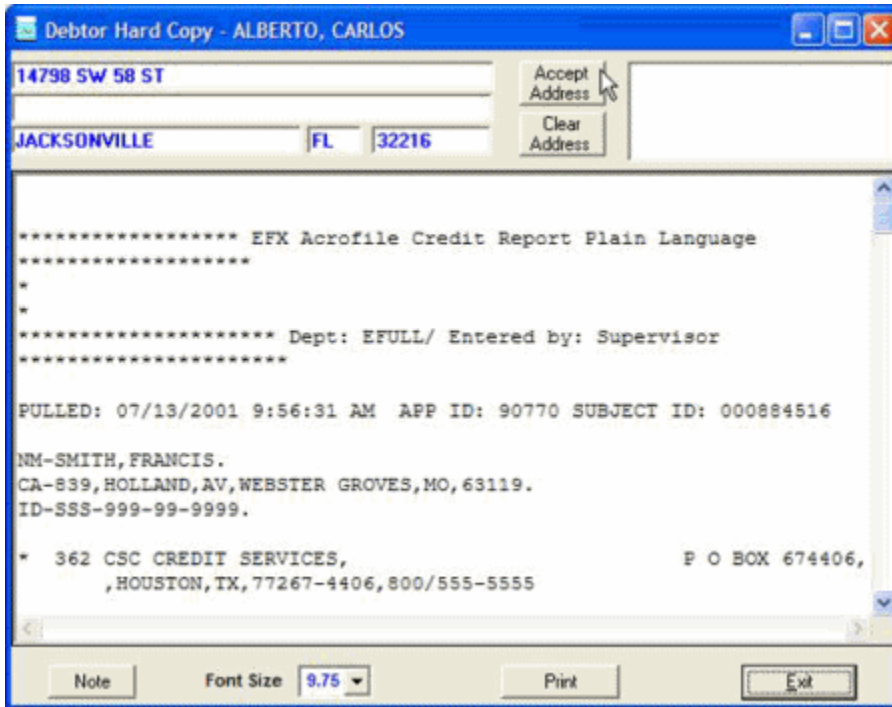 Debtor Hard Copy - ALBERTO, CARLOS
14798 SW 58 ST
Accept Address
JACKSONVILLE FL 32216
Clear Address
****************** EFX Acrofile Credit Report Plain Language
*******************
*
*
********************* Dept: EFULL/ Entered by: Supervisor
**********************
PULLED: 07/13/2001 9:56:31 AM APP ID: 90770 SUBJECT ID: 000884516
NM-SMITH,FRANCIS.
CA-839,HOLLAND,AV,WEBSTER GROVES,MO,63119.
ID-SSS-999-99-9999.
* 362 CSC CREDIT SERVICES, P O BOX 674406,
,HOUSTON,TX,77267-4406,800/555-5555
Note Font Size 9.75 Print Exit